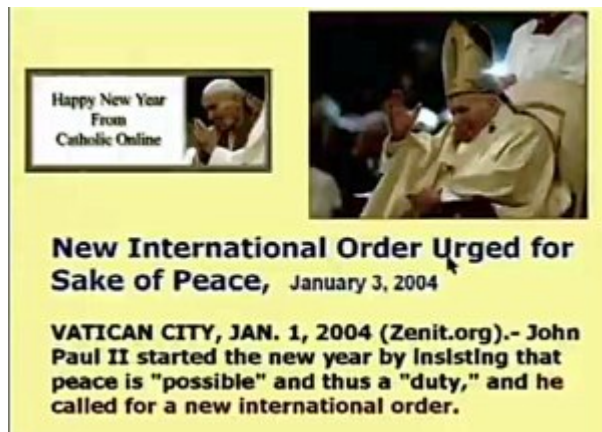 Happy New Year
From
Catholic Online
New International Order Urged for
Sake of Peace, January 3, 2004
VATICAN CITY, JAN. 1, 2004 (Zenit.org).- John
Paul II started the new year by insisting that
peace is "possible" and thus a "duty," and he
called for a new international order.